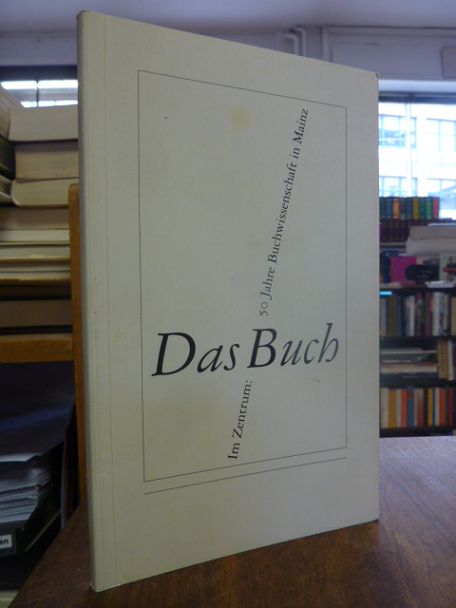 Im Zentrum:
Das Buch
50 Jahre Buchwissenschaft in Mainz